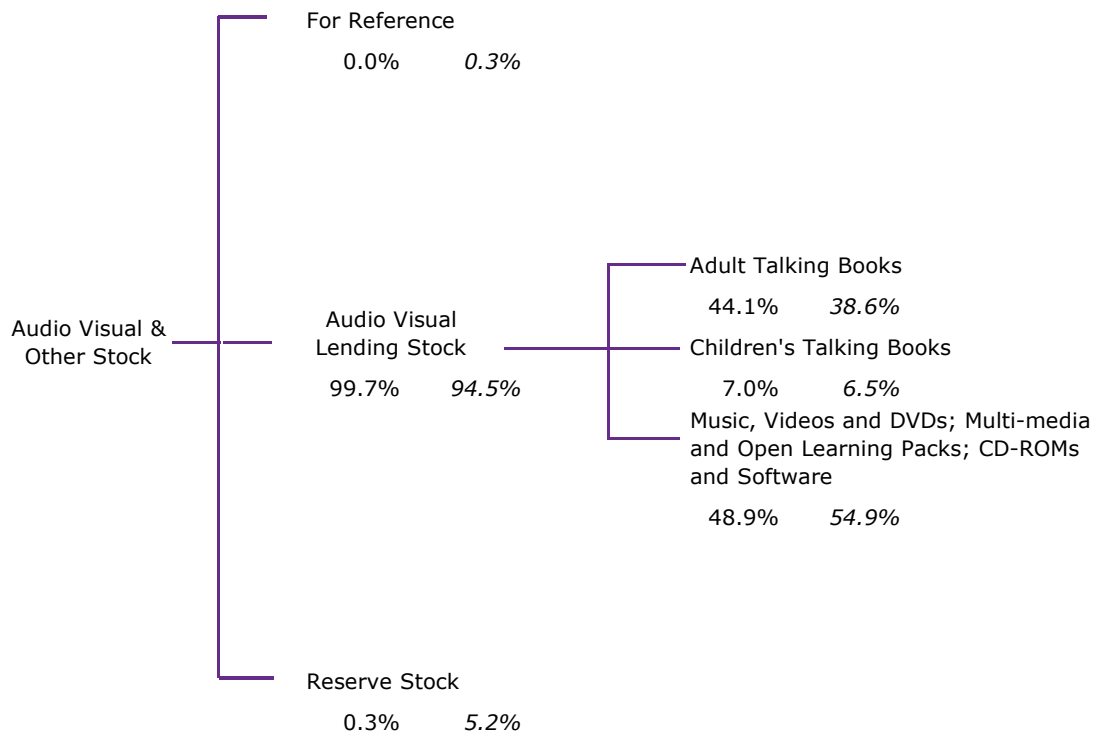 For Reference
0.0% 0.3%
Audio Visual &
Other Stock
Audio Visual
Lending Stock
99.7% 94.5%
Adult Talking Books
44.1% 38.6%
Children's Talking Books
7.0% 6.5%
Music, Videos and DVDs; Multi-media
and Open Learning Packs; CD-ROMs
and Software
48.9% 54.9%
Reserve Stock
0.3% 5.2%